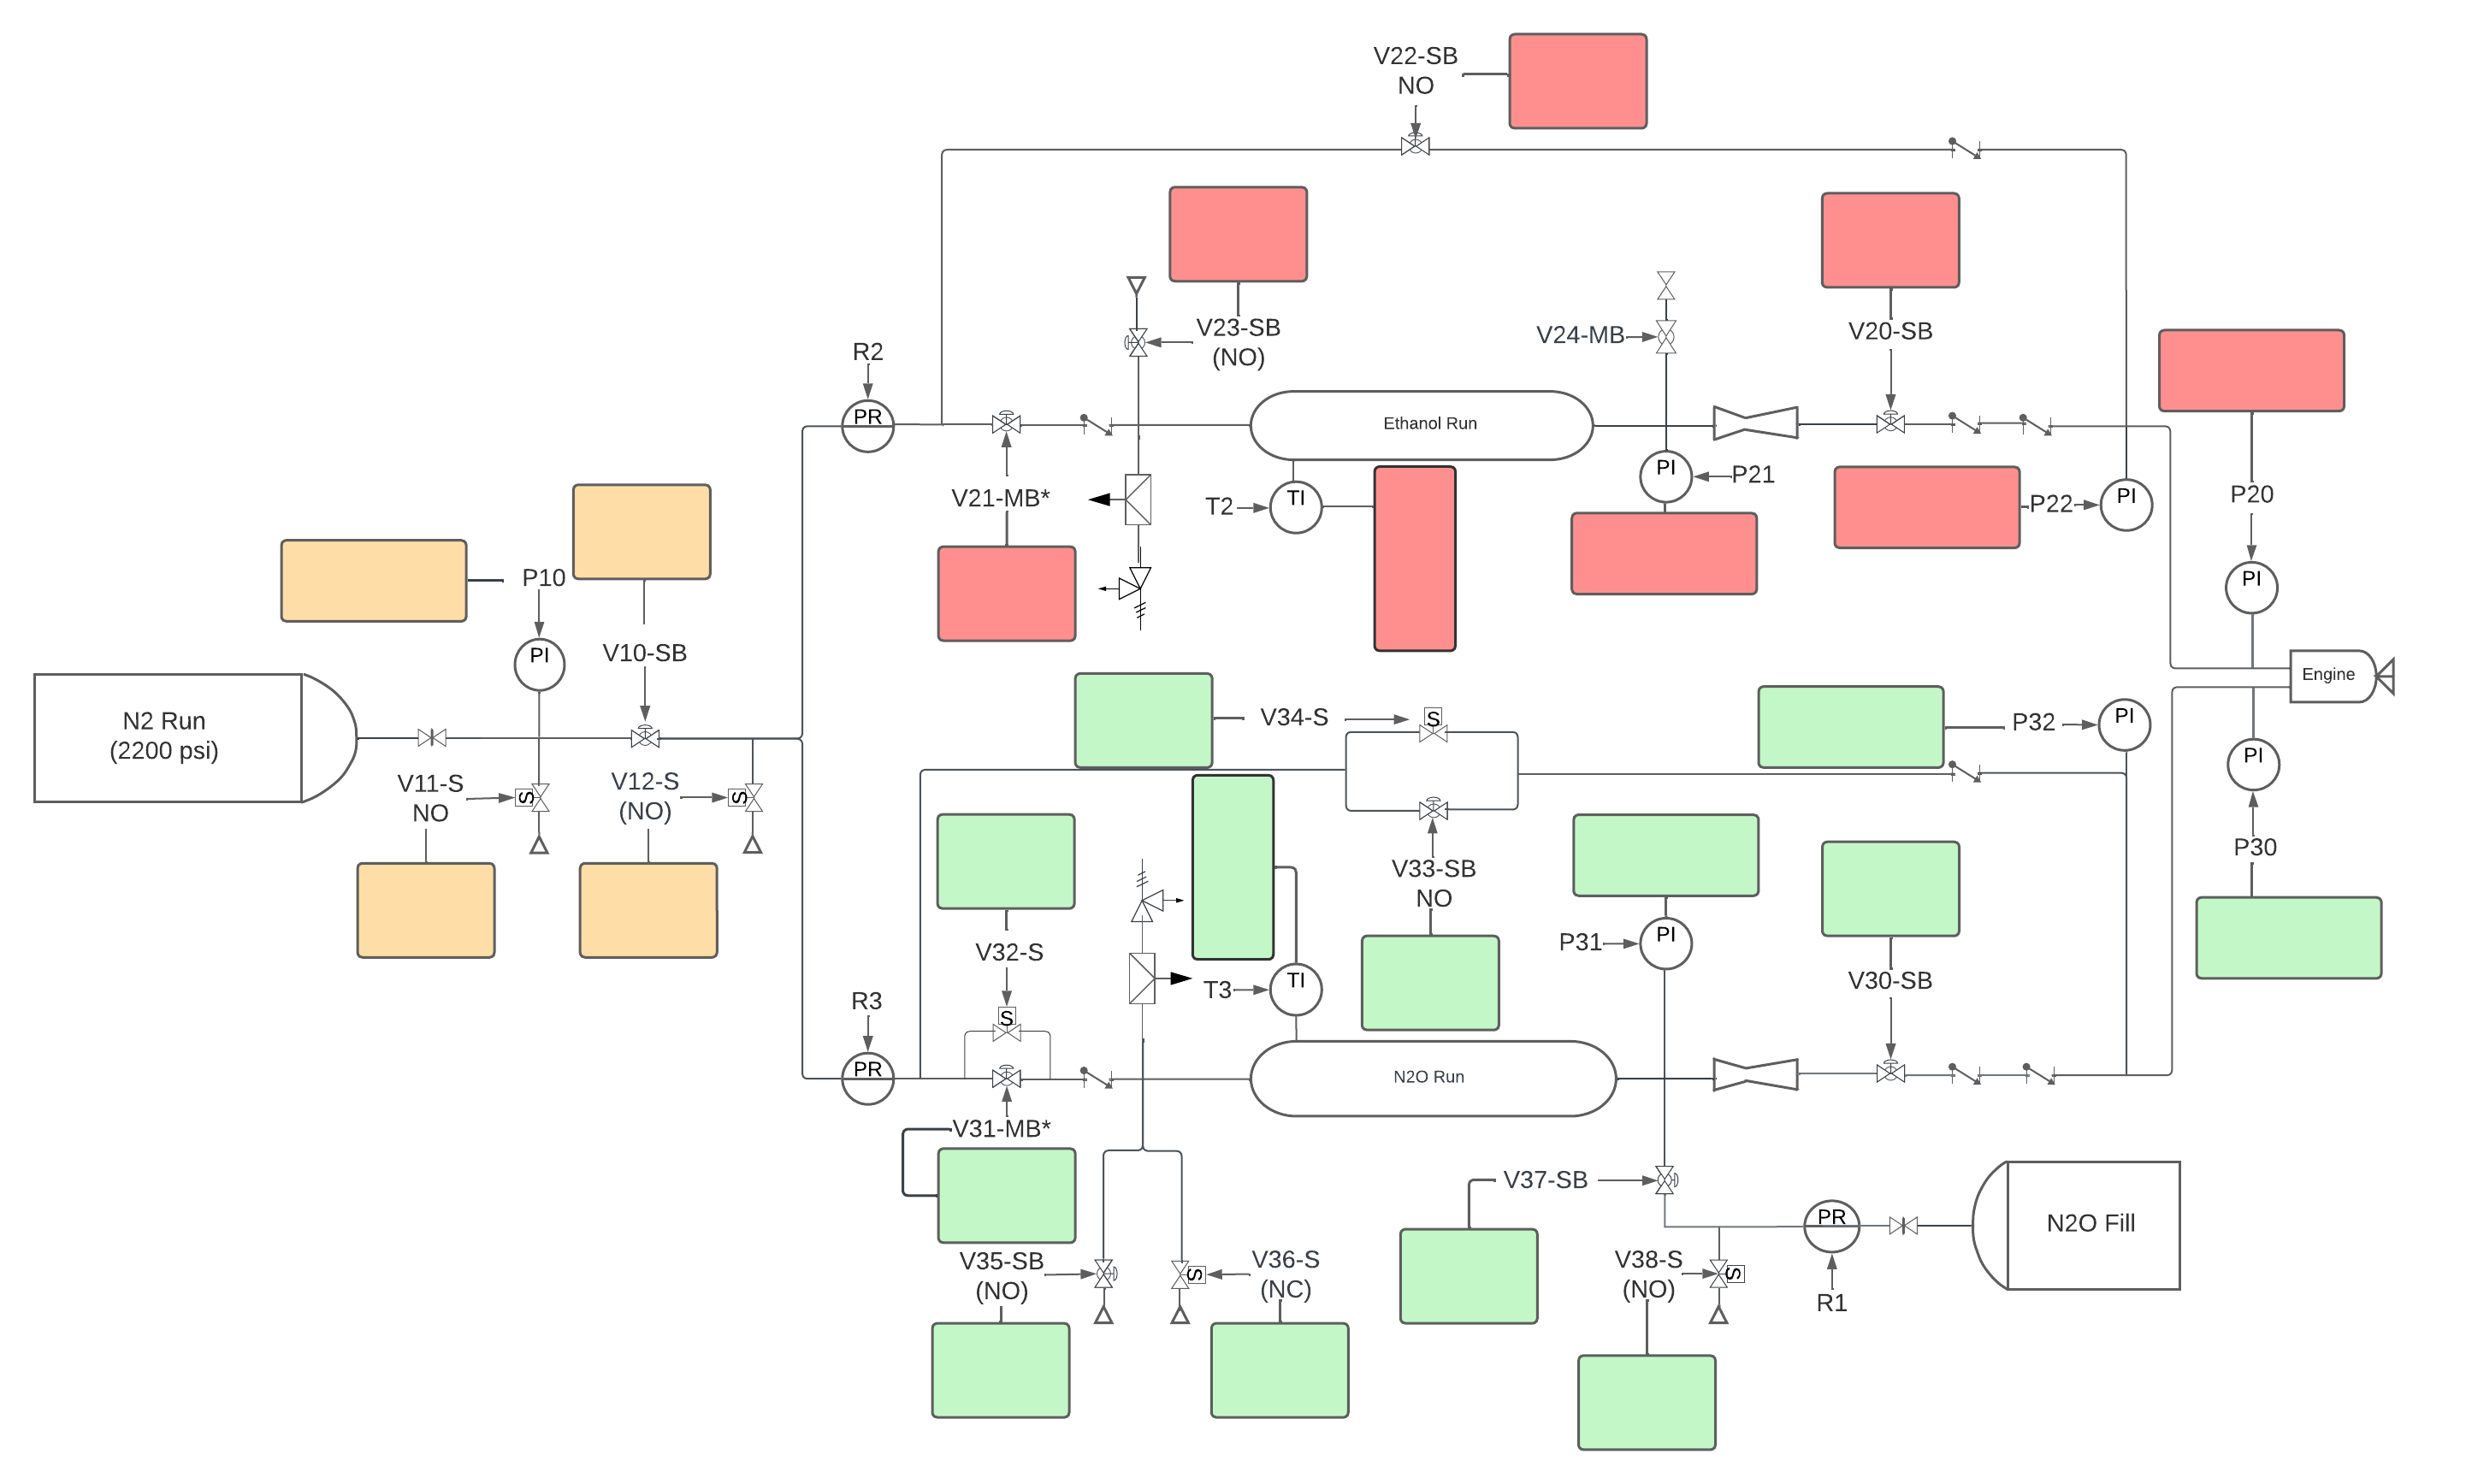 V22-SB
NO
V23-SB
(NO)
V24-MB
V20-SB
R2
PR
Ethanol Run
V21-MB*
T2
TI
PI
P21
P22
PI
P20
PI
P10
PI
V10-SB
N2 Run
(2200 psi)
V11-S
NO
S
V12-S
(NO)
S
V34-S
S
P32
PI
Engine
PI
P30
V33-SB
NO
V32-S
S
T3
TI
P31
PI
V30-SB
R3
PR
N2O Run
V31-MB*
V35-SB
(NO)
V36-S
(NC)
S
V37-SB
V38-S
(NO)
S
PR
R1
N2O Fill